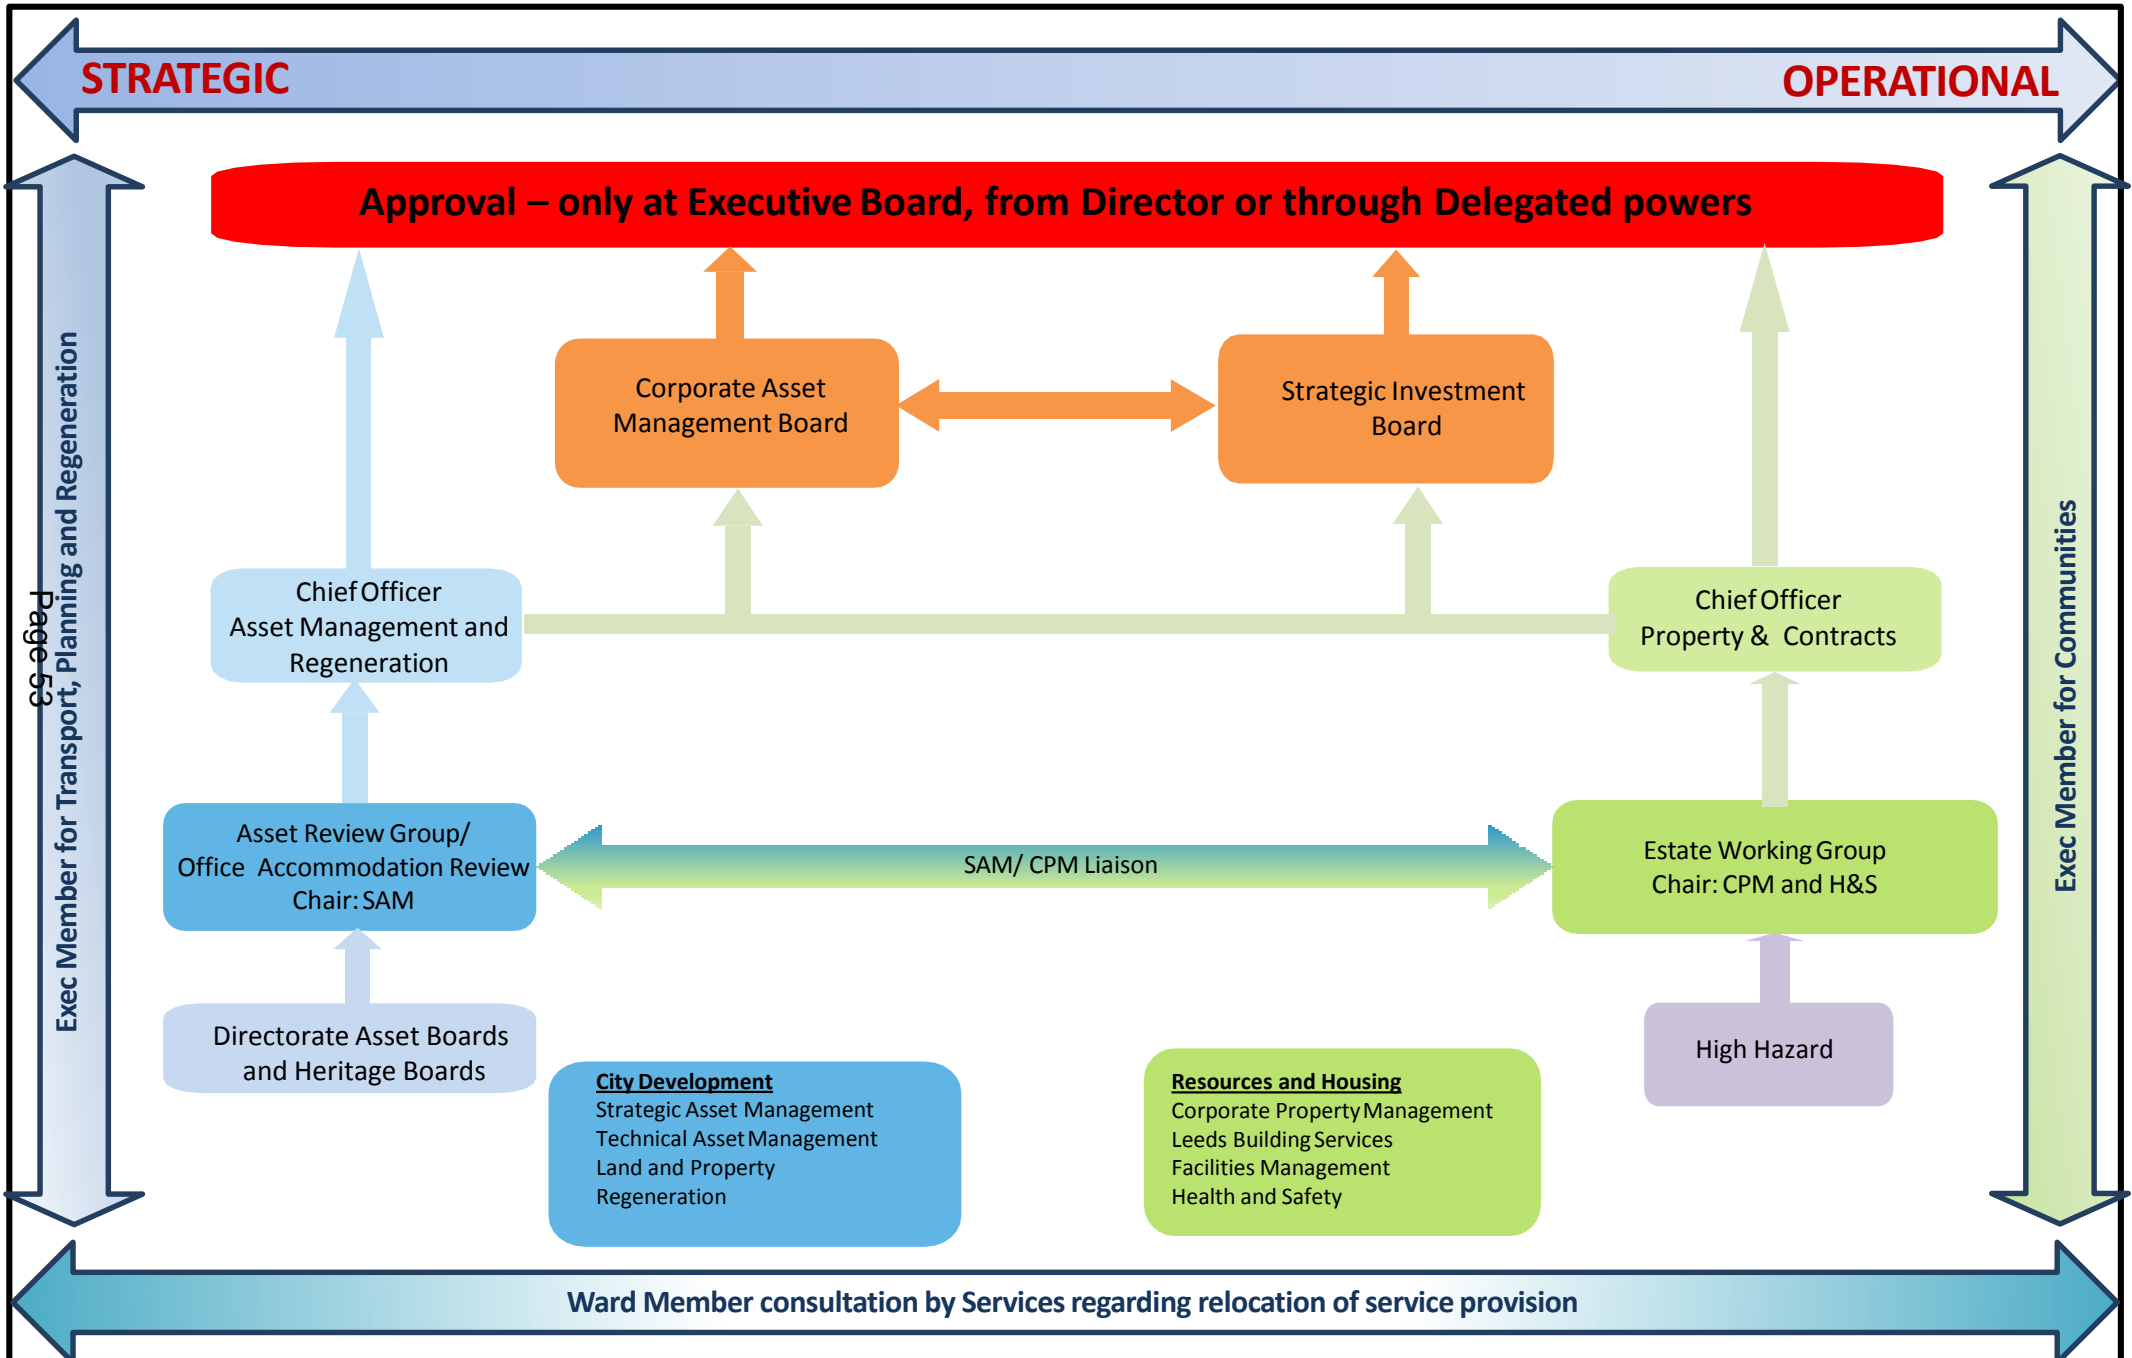 STRATEGIC
OPERATIONAL
Approval – only at Executive Board, from Director or through Delegated powers
Corporate Asset
Management Board
Strategic Investment
Board
Chief Officer
Asset Management and
Regeneration
Chief Officer
Property & Contracts
Asset Review Group/
Office Accommodation Review
Chair: SAM
SAM/ CPM Liaison
Estate Working Group
Chair: CPM and H&S
Directorate Asset Boards
and Heritage Boards
High Hazard
City Development
Strategic Asset Management
Technical Asset Management
Land and Property
Regeneration
Resources and Housing
Corporate Property Management
Leeds Building Services
Facilities Management
Health and Safety
Exec Member for Transport, Planning and Regeneration
Page 53
Exec Member for Communities
Ward Member consultation by Services regarding relocation of service provision